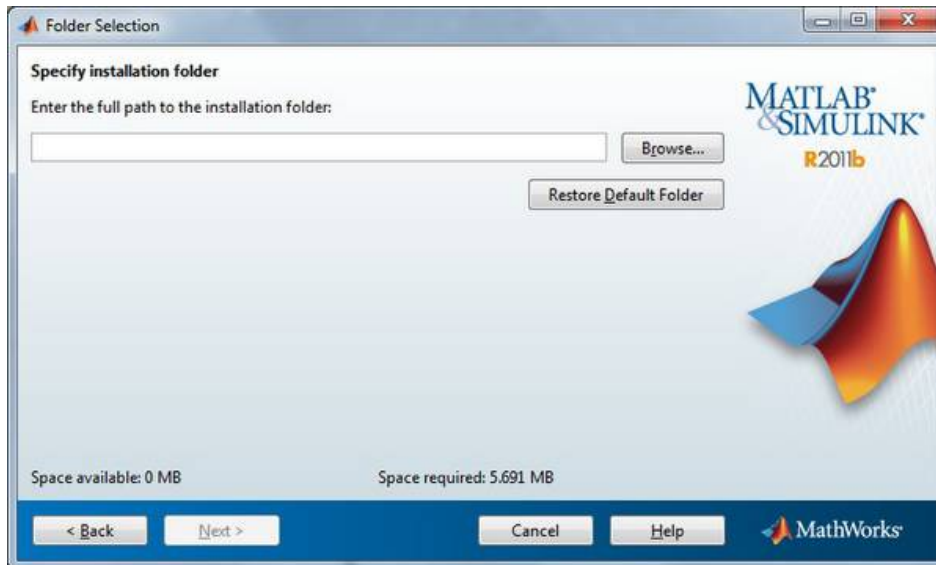 Folder Selection
Specify installation folder
Enter the full path to the installation folder:
Browse...
Restore Default Folder
MATLAB®
&SIMULINK®
R2011b
Space available: 0 MB
Space required: 5.691 MB
< Back
Next >
Cancel
Help
MathWorks®